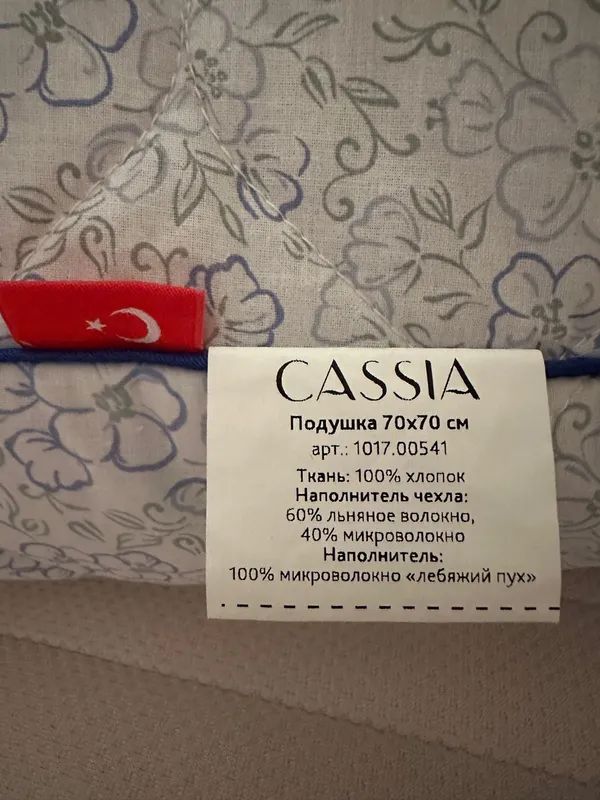 CASSIA
Подушка 70х70 см
арт.: 1017.00541
Ткань: 100% хлопок
Наполнитель чехла:
60% льняное волокно,
40% микроволокно
Наполнитель:
100% микроволокно «лебяжий пух»